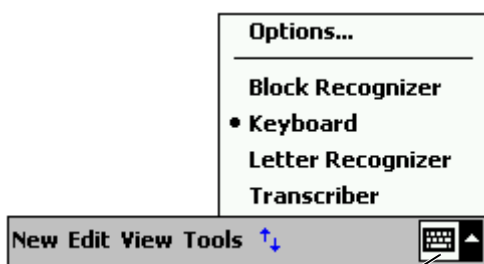 Options...
Block Recognizer
Keyboard
Letter Recognizer
Transcriber
New Edit View Tools